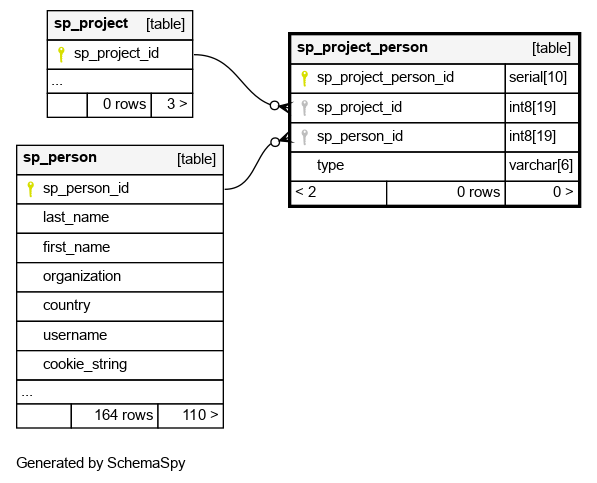 sp_project [table]
sp_project_id
...
0 rows 3 >
sp_person [table]
sp_person_id
last_name
first_name
organization
country
username
cookie_string
...
164 rows 110 >
sp_project_person [table]
sp_project_person_id serial[10]
sp_project_id int8[19]
sp_person_id int8[19]
type varchar[6]
< 2 0 rows 0 >
Generated by SchemaSpy